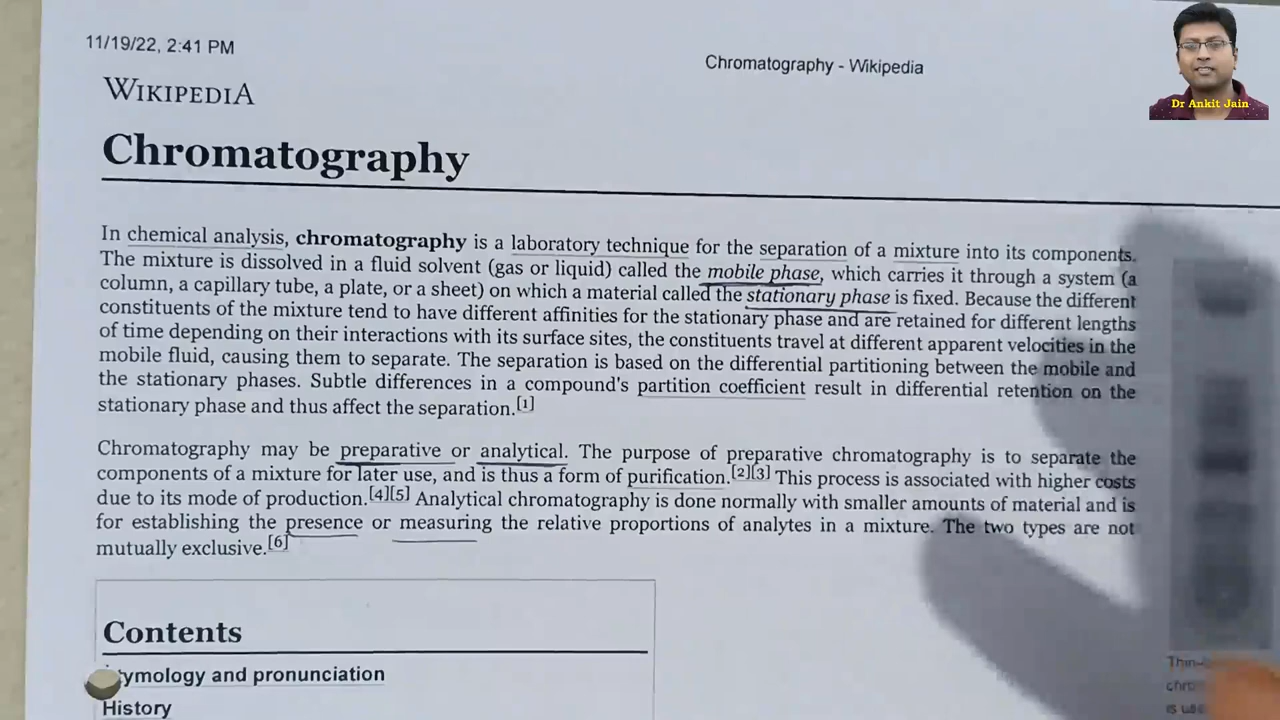 11/19/22, 2:41 PM
Chromatography - Wikipedia
Dr Ankit Jain
WIKIPEDIA
Chromatography
In chemical analysis, chromatography is a laboratory technique for the separation of a mixture into its components.
The mixture is dissolved in a fluid solvent (gas or liquid) called the mobile phase, which carries it through a system (a
column, a capillary tube, a plate, or a sheet) on which a material called the stationary phase is fixed. Because the different
constituents of the mixture tend to have different affinities for the stationary phase and are retained for different lengths
of time depending on their interactions with its surface sites, the constituents travel at different apparent velocities in the
mobile fluid, causing them to separate. The separation is based on the differential partitioning between the mobile and
the stationary phases. Subtle differences in a compound's partition coefficient result in differential retention on the
stationary phase and thus affect the separation.[1]
Chromatography may be preparative or analytical. The purpose of preparative chromatography is to separate the
components of a mixture for later use, and is thus a form of purification.[2][3] This process is associated with higher costs
due to its mode of production.[4][5] Analytical chromatography is done normally with smaller amounts of material and is
for establishing the presence or measuring the relative proportions of analytes in a mixture. The two types are not
mutually exclusive.[6]
Contents
tymology and pronunciation
History
is